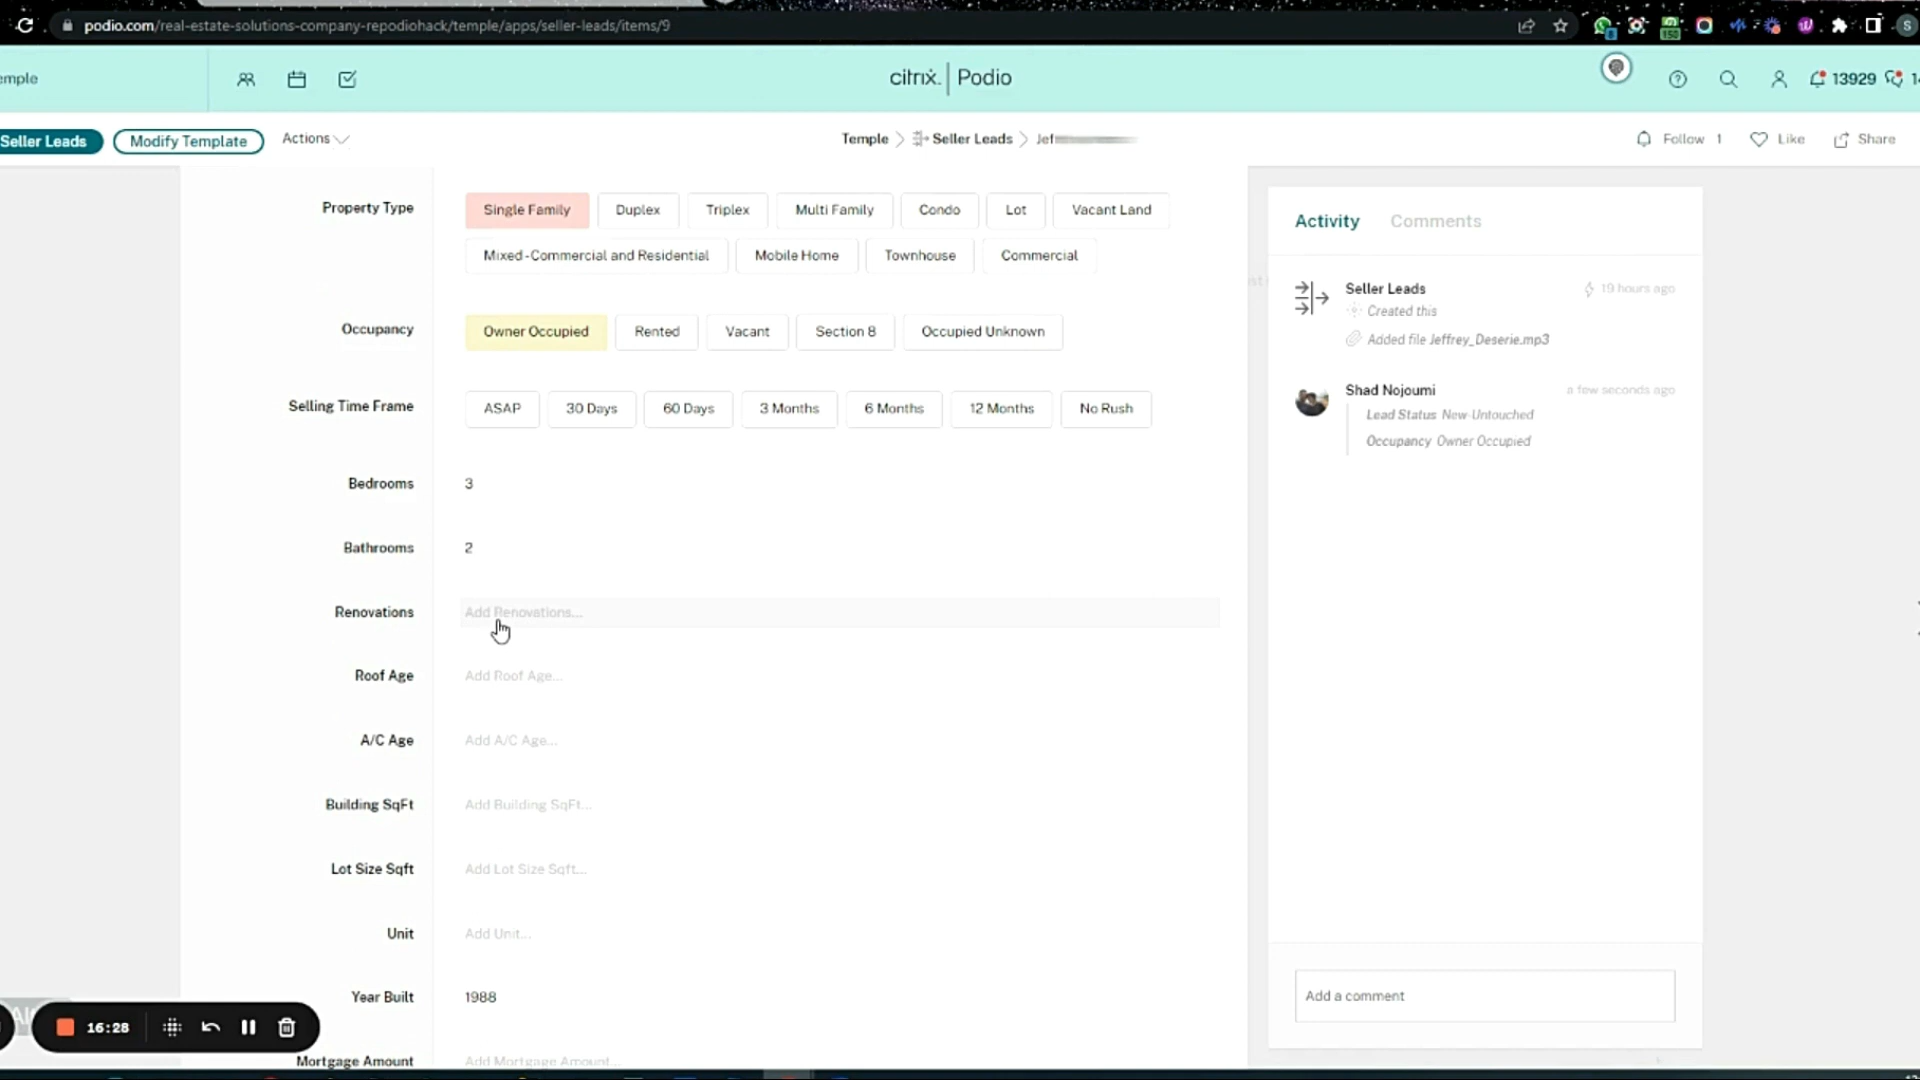 podio.com/real-estate-solutions-company-repodiohack/temple/apps/seller-leads/items/9
150
emple
citrix. | Podio
13929
Seller Leads
Modify Template
Actions
Temple
Seller Leads
Jef
Follow 1
Like
Share
Property Type
Single Family
Duplex
Triplex
Multi Family
Condo
Lot
Vacant Land
Mixed-Commercial and Residential
Mobile Home
Townhouse
Commercial
Occupancy
Owner Occupied
Rented
Vacant
Section 8
Occupied Unknown
Selling Time Frame
ASAP
30 Days
60 Days
3 Months
6 Months
12 Months
No Rush
Bedrooms
3
Bathrooms
2
Renovations
Add Renovations...
Roof Age
Add Roof Age...
A/C Age
Add A/C Age...
Building SqFt
Add Building SqFt...
Lot Size Sqft
Add Lot Size Sqft...
Unit
Add Unit...
Year Built
1988
Mortgage Amount
Add Mortgage Amount...
Activity
Comments
Seller Leads
19 hours ago
Created this
Added file Jeffrey_Deserie.mp3
Shad Nojoumi
a few seconds ago
Lead Status New-Untouched
Occupancy Owner Occupied
Add a comment
16:28